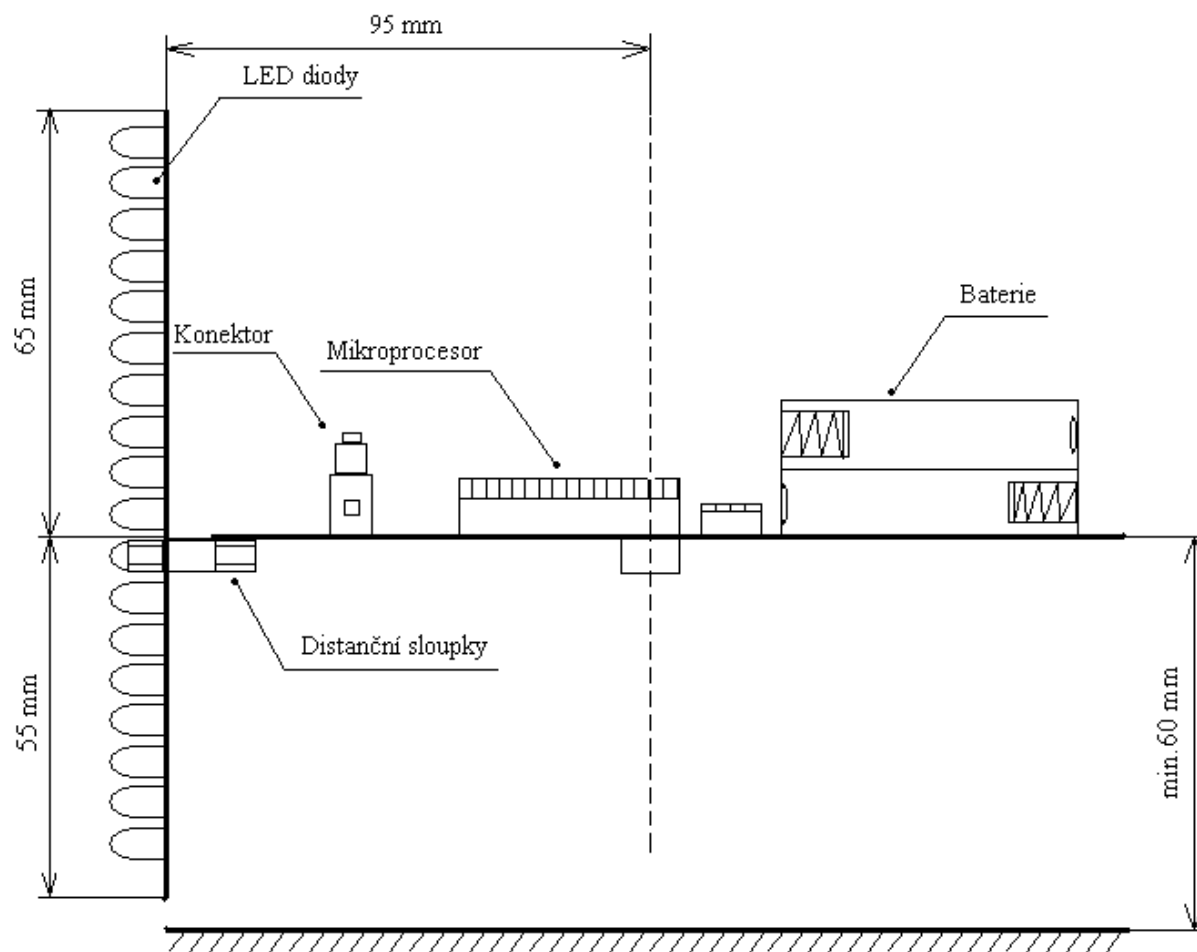 95 mm
LED diody
65 mm
Konektor
Mikroprocesor
Baterie
Distanční sloupky
55 mm
min.60 mm